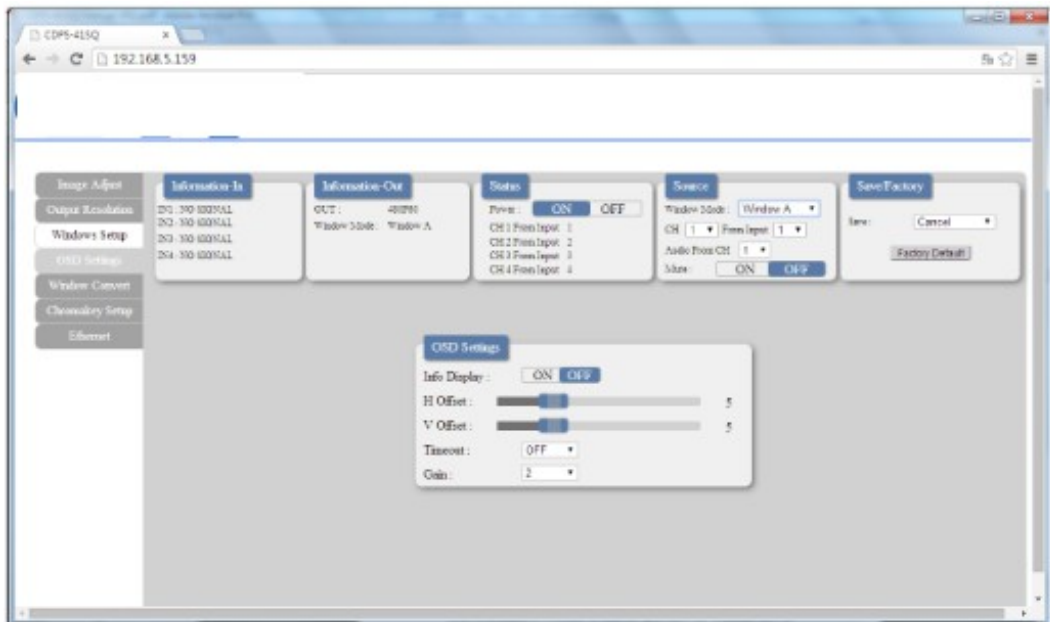 CDPS-41SQ
192.168.5.159
Image Adjust
Output Resolution
Windows Setup
OSD Settings
Window Convert
Chromakey Setup
Ethernet
Information-In
IN1 : NO SIGNAL
IN2 : NO SIGNAL
IN3 : NO SIGNAL
IN4 : NO SIGNAL
Information-Out
OUT : 480P60
Window Mode : Window A
Status
Power : ON OFF
CH 1 From Input 1
CH 2 From Input 2
CH 3 From Input 3
CH 4 From Input 4
Source
Window Mode : Window A
CH 1 From Input 1
Audio From CH 1
Mute : ON OFF
Save/Factory
Save : Cancel
Factory Default
OSD Settings
Info Display : ON OFF
H Offset : 5
V Offset : 5
Timeout : OFF
Gain : 2